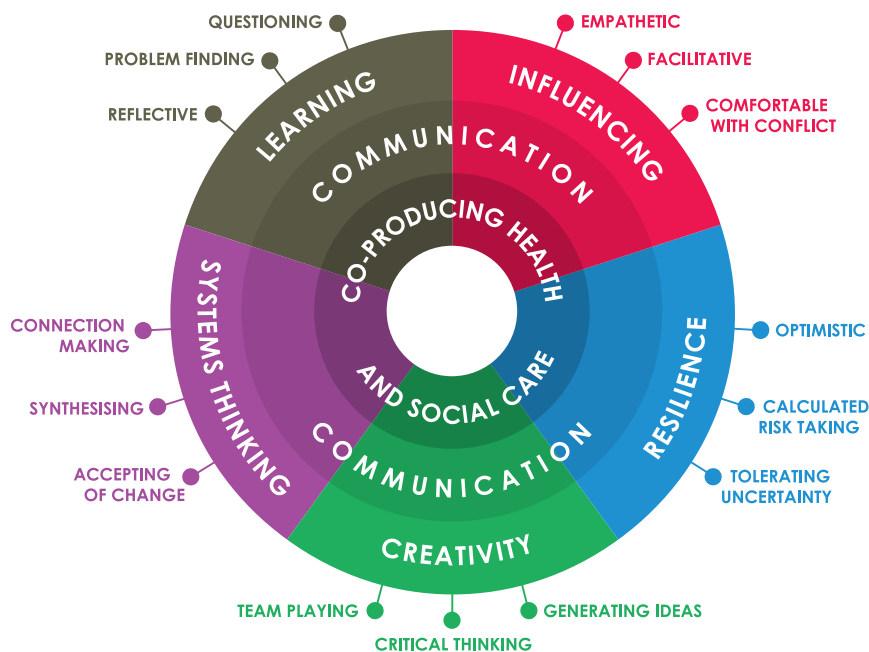 QUESTIONING
PROBLEM FINDING
REFLECTIVE
LEARNING
EMPATHETIC
FACILITATIVE
COMFORTABLE
WITH CONFLICT
INFLUENCING
COMMUNICATION
CO-PRODUCING HEALTH
AND SOCIAL CARE
COMMUNICATION
SYSTEMS THINKING
CONNECTION
MAKING
SYNTHESISING
ACCEPTING
OF CHANGE
RESILIENCE
OPTIMISTIC
CALCULATED
RISK TAKING
TOLERATING
UNCERTAINTY
CREATIVITY
TEAM PLAYING
CRITICAL THINKING
GENERATING IDEAS